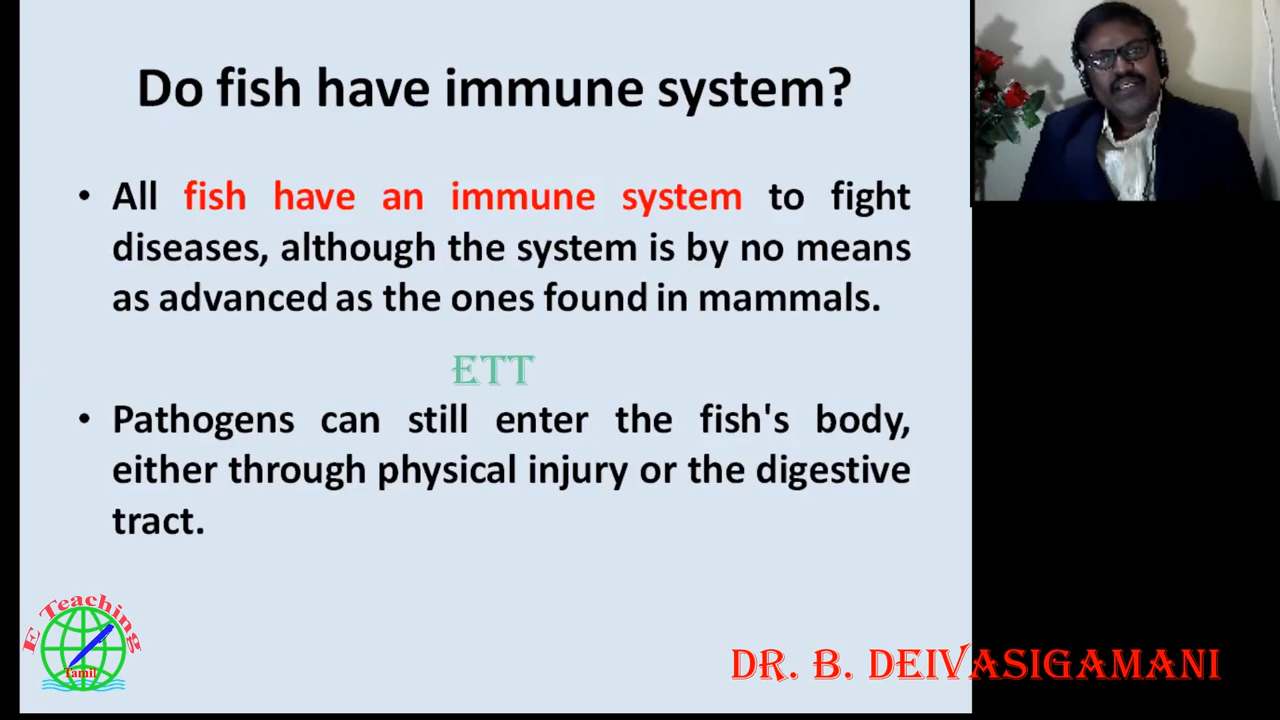 Do fish have immune system?
• All fish have an immune system to fight
diseases, although the system is by no means
as advanced as the ones found in mammals.
ETT
• Pathogens can still enter the fish's body,
either through physical injury or the digestive
tract.
E Teaching
Tamil
DR. B. DEIVASIGAMANI